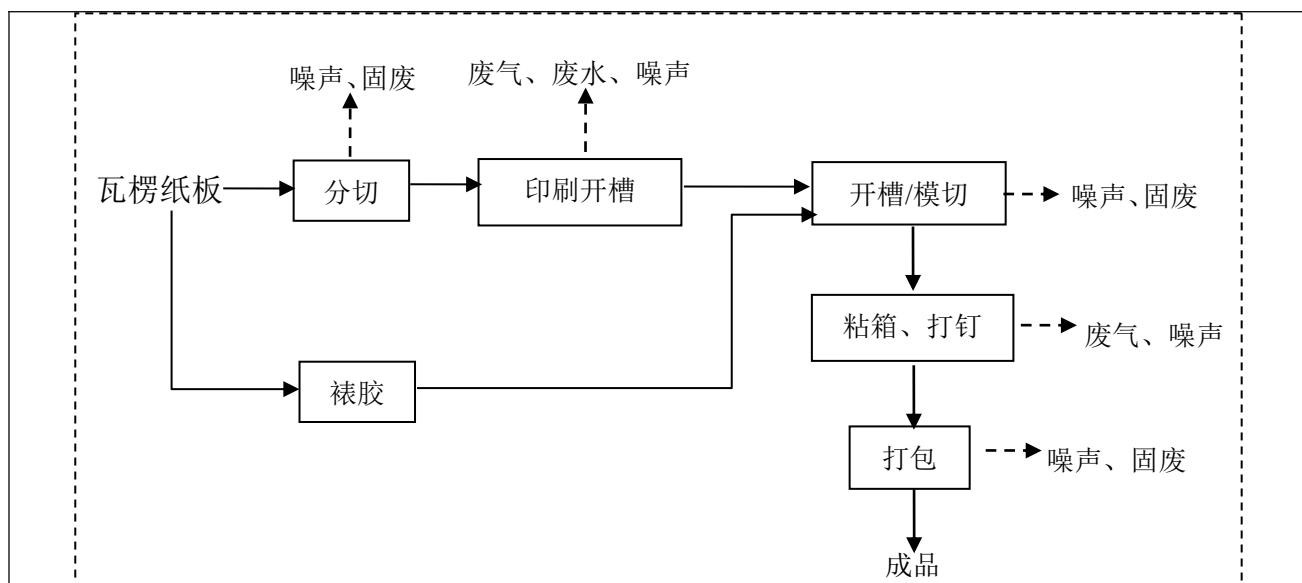 噪声、固废
废气、废水、噪声
瓦楞纸板
分切
印刷开槽
开槽/模切
噪声、固废
粘箱、打钉
废气、噪声
裱胶
打包
噪声、固废
成品